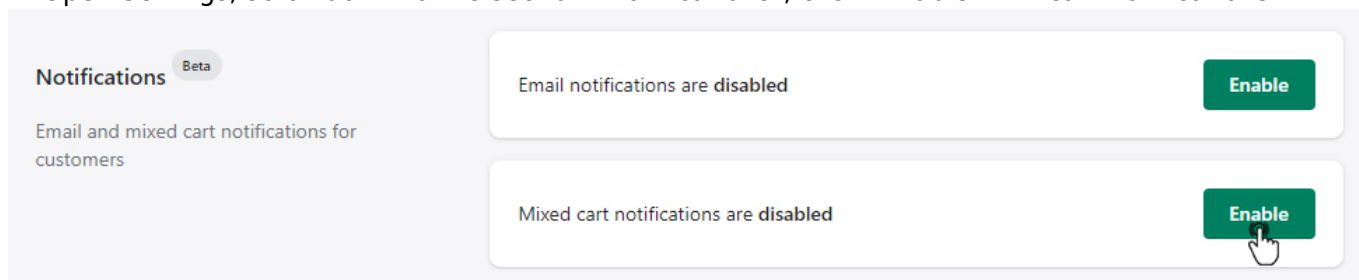 Notifications Beta
Email and mixed cart notifications for
customers
Email notifications are disabled
Enable
Mixed cart notifications are disabled
Enable